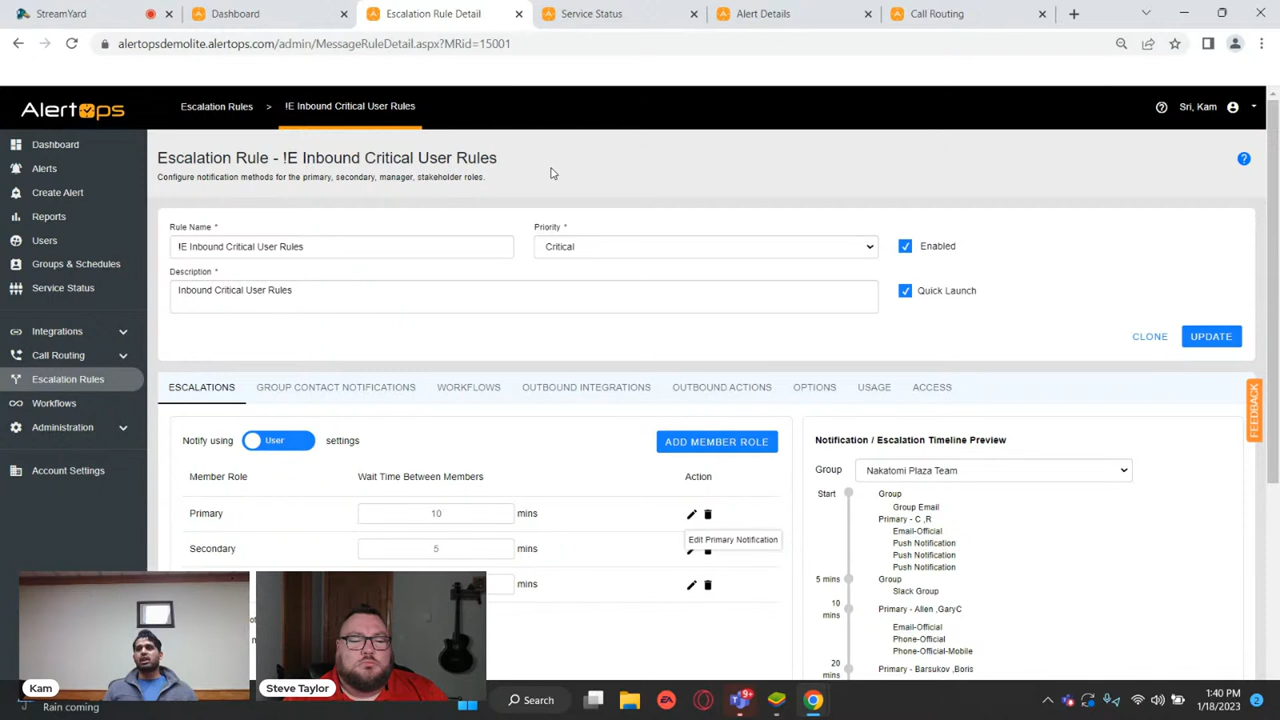 StreamYard
Dashboard
Escalation Rule Detail
Service Status
Alert Details
Call Routing
alertopsdemolite.alertops.com/admin/MessageRuleDetail.aspx?MRid=15001
AlertOps
Escalation Rules > !E Inbound Critical User Rules
Sri, Kam
Dashboard
Alerts
Create Alert
Reports
Users
Groups & Schedules
Service Status
Integrations
Call Routing
Escalation Rules
Workflows
Administration
Account Settings
Escalation Rule - !E Inbound Critical User Rules
Configure notification methods for the primary, secondary, manager, stakeholder roles.
Rule Name *
!E Inbound Critical User Rules
Priority *
Critical
Enabled
Description *
Inbound Critical User Rules
Quick Launch
CLONE
UPDATE
ESCALATIONS
GROUP CONTACT NOTIFICATIONS
WORKFLOWS
OUTBOUND INTEGRATIONS
OUTBOUND ACTIONS
OPTIONS
USAGE
ACCESS
FEEDBACK
Notify using User settings
ADD MEMBER ROLE
Member Role
Wait Time Between Members
Action
Primary 10 mins
Edit Primary Notification
Secondary 5 mins
mins
Notification / Escalation Timeline Preview
Group
Nakatomi Plaza Team
Start
Group
Group Email
Primary - C ,R
Email-Official
Push Notification
Push Notification
Push Notification
5 mins
Group
Slack Group
10 mins
Primary - Allen ,GaryC
Email-Official
Phone-Official
Phone-Official-Mobile
20 mins
Primary - Barsukov ,Boris
Kam
Steve Taylor
Rain coming
Search
9+
1:40 PM
1/18/2023
2